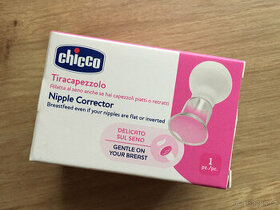 chicco
Tiracapezzolo
Allatta al seno anche se hai capezzoli piatti o retratti
Nipple Corrector
Breastfeed even if your nipples are flat or inverted
DELICATO
SUL SENO
GENTLE ON
YOUR BREAST
1
pz./pc.